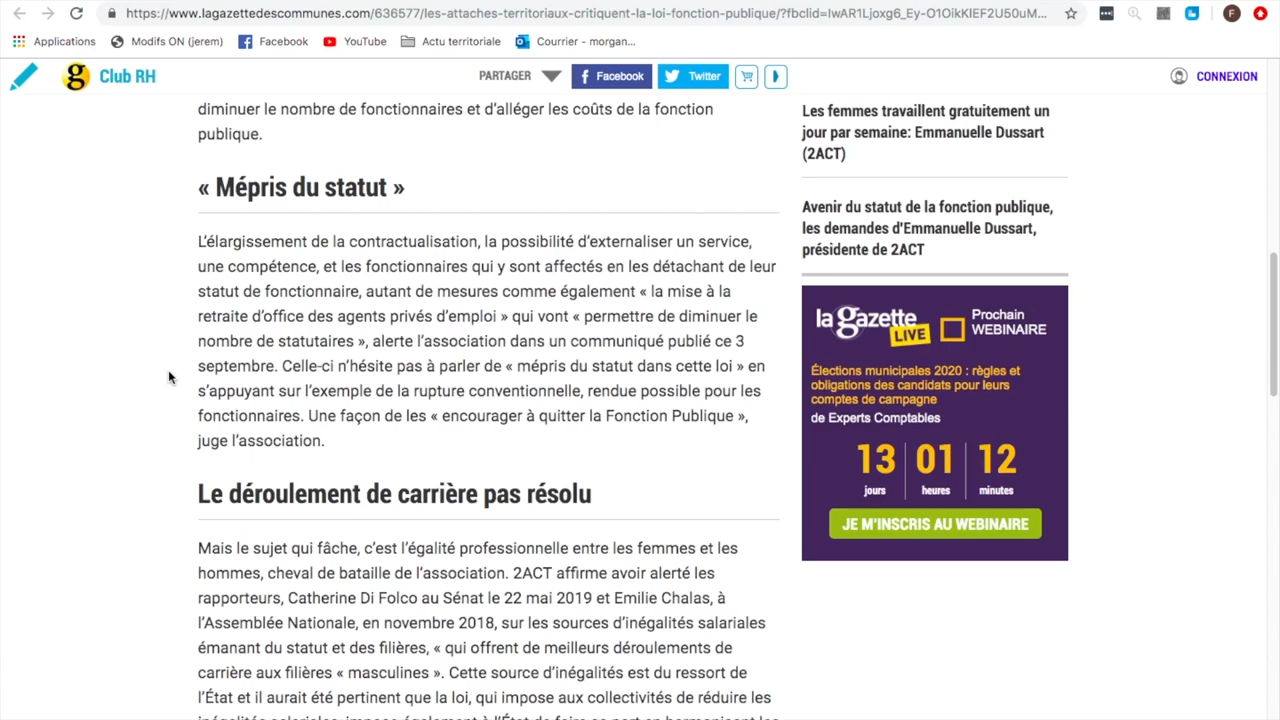 https://www.lagazettedescommunes.com/636577/les-attaches-territoriaux-critiquent-la-loi-fonction-publique/?fbclid=IwAR1Ljoxg6_Ey-O1OikKlEF2U50uM...
F
Applications
Modifs ON (jerem)
Facebook
YouTube
Actu territoriale
Courrier - morgan...
g Club RH
PARTAGER
Facebook
Twitter
CONNEXION
diminuer le nombre de fonctionnaires et d'alléger les coûts de la fonction
publique.
« Mépris du statut »
L'élargissement de la contractualisation, la possibilité d'externaliser un service,
une compétence, et les fonctionnaires qui y sont affectés en les détachant de leur
statut de fonctionnaire, autant de mesures comme également « la mise à la
retraite d'office des agents privés d'emploi » qui vont « permettre de diminuer le
nombre de statutaires », alerte l'association dans un communiqué publié ce 3
septembre. Celle-ci n'hésite pas à parler de « mépris du statut dans cette loi » en
s'appuyant sur l'exemple de la rupture conventionnelle, rendue possible pour les
fonctionnaires. Une façon de les « encourager à quitter la Fonction Publique »,
juge l'association.
Le déroulement de carrière pas résolu
Mais le sujet qui fâche, c'est l'égalité professionnelle entre les femmes et les
hommes, cheval de bataille de l'association. 2ACT affirme avoir alerté les
rapporteurs, Catherine Di Folco au Sénat le 22 mai 2019 et Emilie Chalas, à
l'Assemblée Nationale, en novembre 2018, sur les sources d'inégalités salariales
émanant du statut et des filières, « qui offrent de meilleurs déroulements de
carrière aux filières « masculines ». Cette source d'inégalités est du ressort de
l'État et il aurait été pertinent que la loi, qui impose aux collectivités de réduire les
inégalités salariales, impose également à l'État de faire sa part en harmonisant les
Les femmes travaillent gratuitement un
jour par semaine: Emmanuelle Dussart
(2ACT)
Avenir du statut de la fonction publique,
les demandes d'Emmanuelle Dussart,
présidente de 2ACT
la gazette
LIVE
Prochain
WEBINAIRE
Élections municipales 2020 : règles et
obligations des candidats pour leurs
comptes de campagne
de Experts Comptables
13 01 12
jours heures minutes
JE M'INSCRIS AU WEBINAIRE